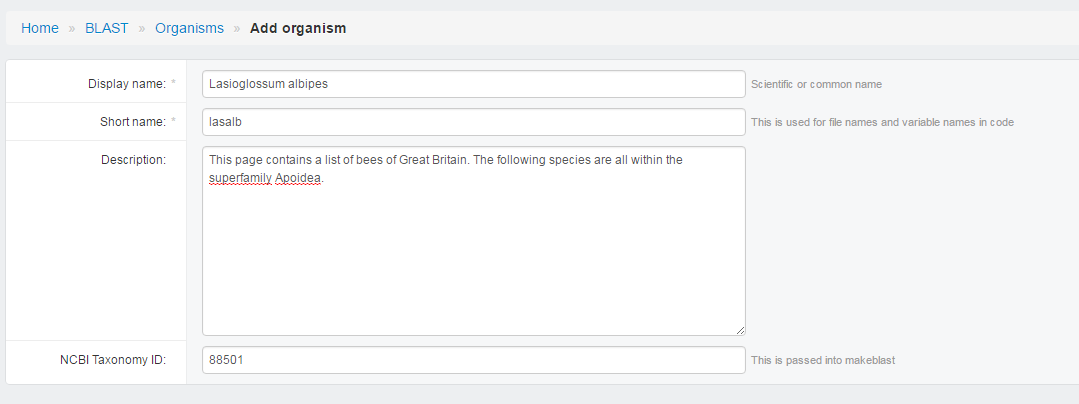 Home » BLAST » Organisms » Add organism
Display name: * Lasioglossum albipes Scientific or common name
Short name: * lasalb This is used for file names and variable names in code
Description: This page contains a list of bees of Great Britain. The following species are all within the
superfamily Apoidea.
NCBI Taxonomy ID: 88501 This is passed into makeblast